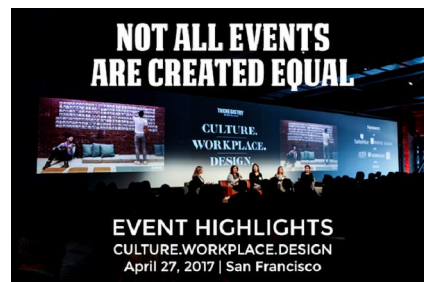 NOT ALL EVENTS
ARE CREATED EQUAL
CULTURE.
WORKPLACE.
DESIGN
EVENT HIGHLIGHTS
CULTURE.WORKPLACE.DESIGN
April 27, 2017 | San Francisco